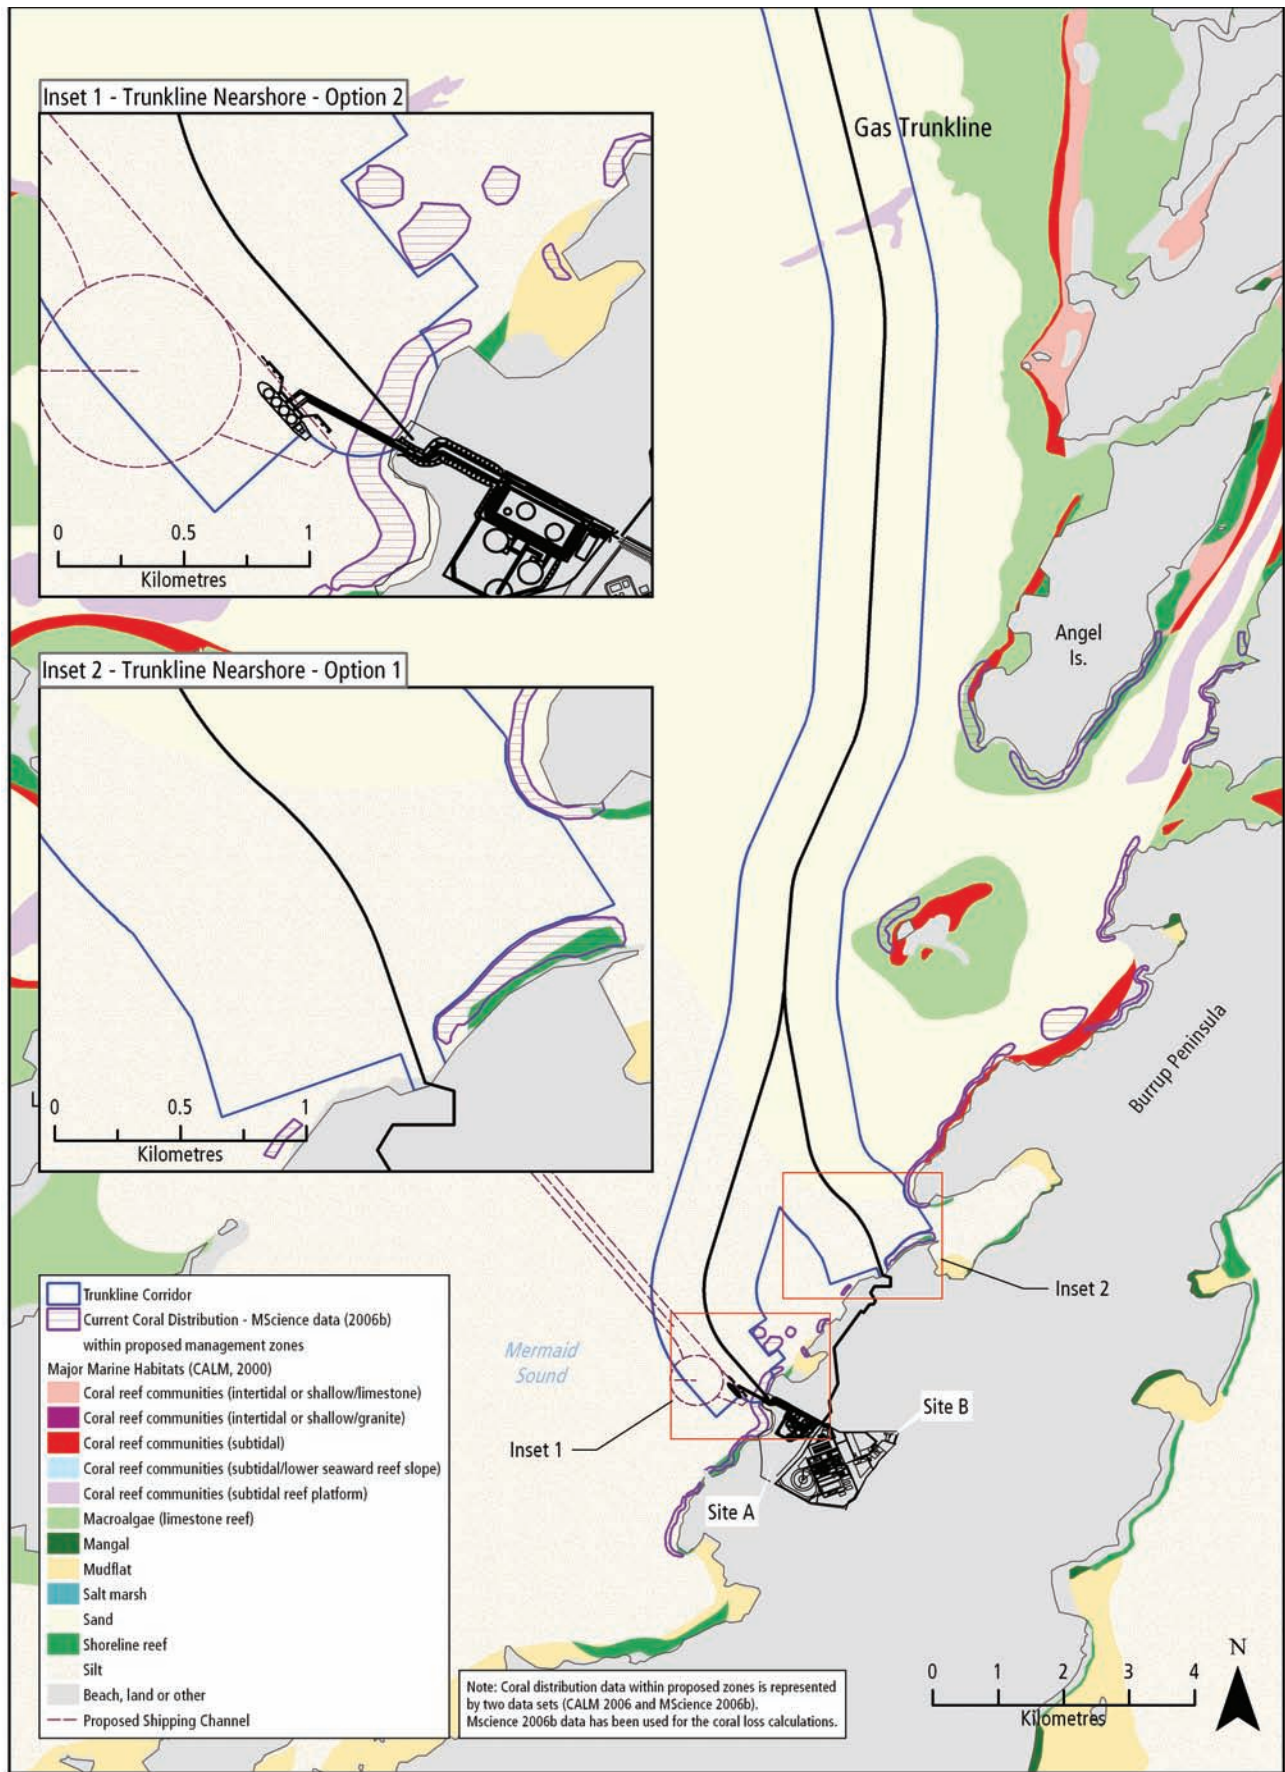 Inset 1 - Trunkline Nearshore - Option 2
Gas Trunkline
0 0.5 1
Kilometres
Angel
Is.
Inset 2 - Trunkline Nearshore - Option 1
Burrup Peninsula
L
0 0.5 1
Kilometres
Inset 2
Mermaid
Sound
Site B
Inset 1
Site A
Trunkline Corridor
Current Coral Distribution - MScience data (2006b)
within proposed management zones
Major Marine Habitats (CALM, 2000)
Coral reef communities (intertidal or shallow/limestone)
Coral reef communities (intertidal or shallow/granite)
Coral reef communities (subtidal)
Coral reef communities (subtidal/lower seaward reef slope)
Coral reef communities (subtidal reef platform)
Macroalgae (limestone reef)
Mangal
Mudflat
Salt marsh
Sand
Shoreline reef
Silt
Beach, land or other
Proposed Shipping Channel
Note: Coral distribution data within proposed zones is represented
by two data sets (CALM 2006 and MScience 2006b).
Mscience 2006b data has been used for the coral loss calculations.
0 1 2 3 4
Kilometres
N